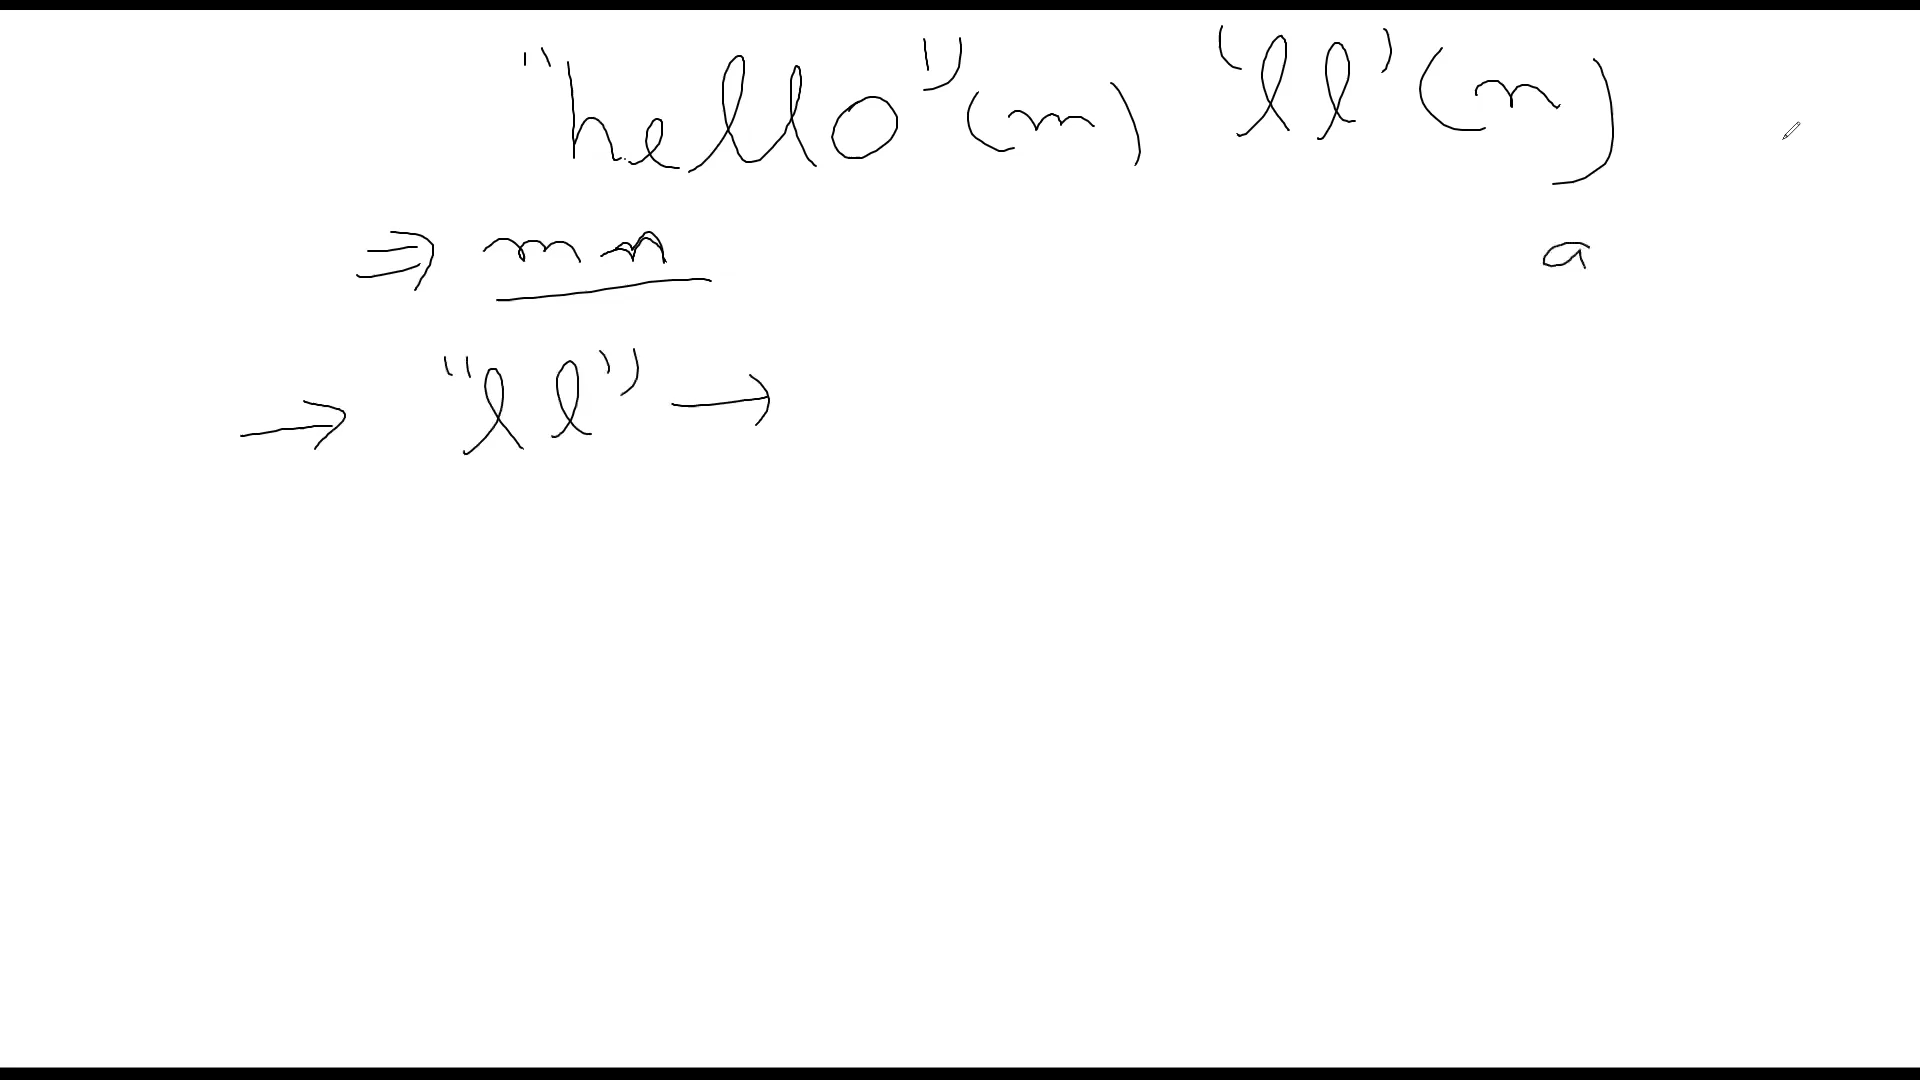 "hello" (m) 'll' (n)
⇒ mn a
→ "ll" →